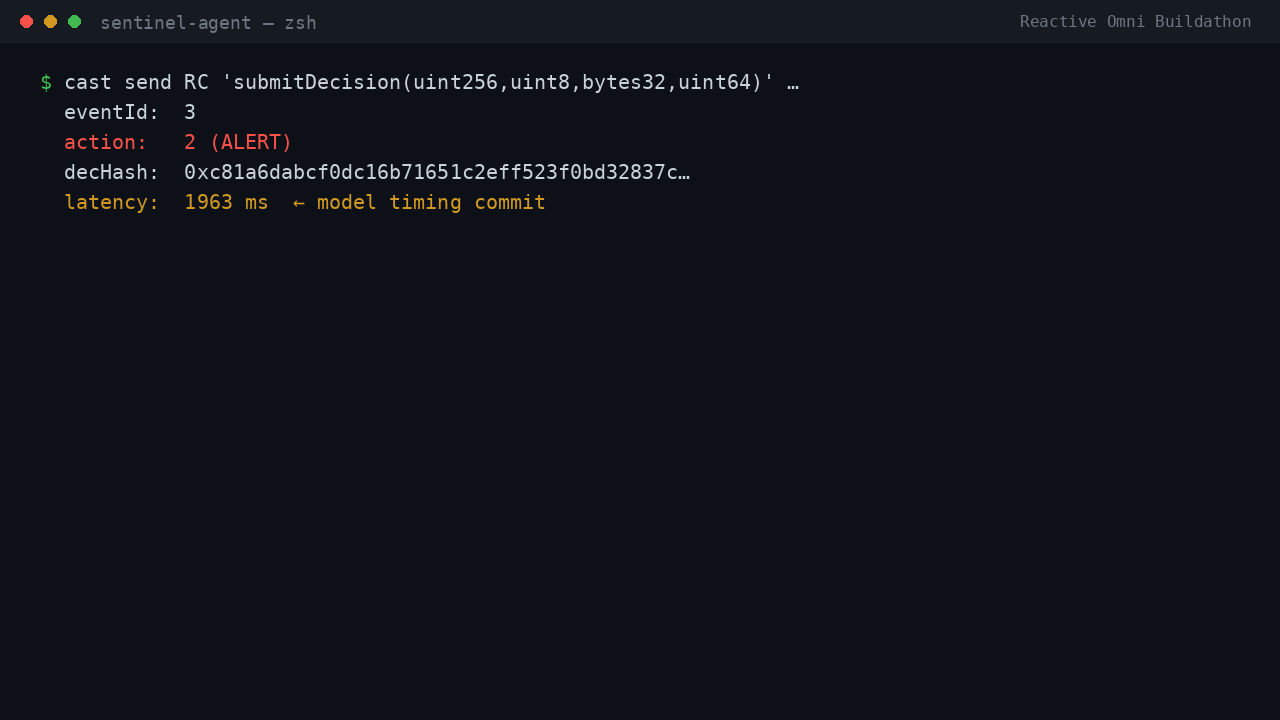 sentinel-agent — zsh
Reactive Omni Buildathon
$ cast send RC 'submitDecision(uint256,uint8,bytes32,uint64)' …
eventId: 3
action: 2 (ALERT)
decHash: 0xc81a6dabcf0dc16b71651c2eff523f0bd32837c…
latency: 1963 ms ← model timing commit